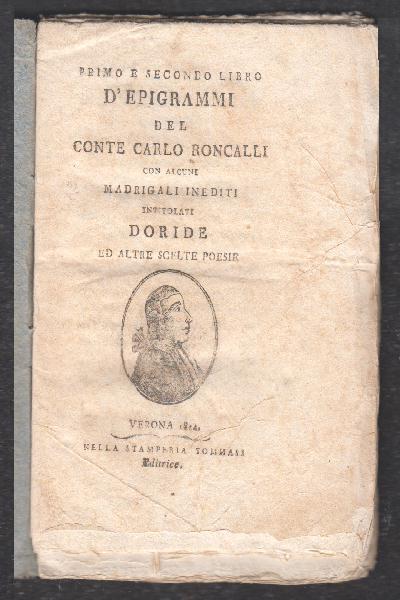 PRIMO E SECONDO LIBRO
D'EPIGRAMMI
DEL
CONTE CARLO RONCALLI
CON ALCUNI
MADRIGALI INEDITI
INTITOLATI
DORIDE
ED ALTRE SCELTE POESIE
VERONA
NELLA STAMPERIA TOMMASI
Editrice.